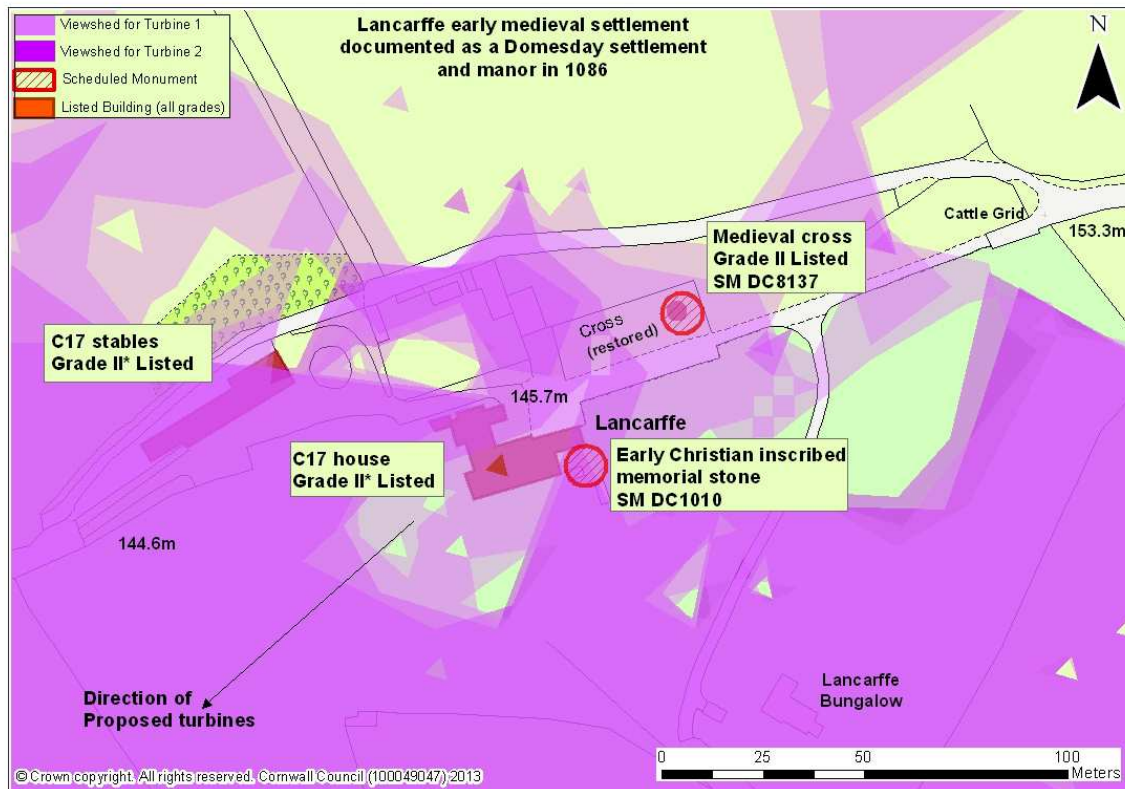 Viewshed for Turbine 1
Viewshed for Turbine 2
Scheduled Monument
Listed Building (all grades)
Lancarffe early medieval settlement
documented as a Domesday settlement
and manor in 1086
N
Cattle Grid
153.3m
Medieval cross
Grade II Listed
SM DC8137
Cross
(restored)
C17 stables
Grade II* Listed
145.7m
Lancarffe
C17 house
Grade II* Listed
Early Christian inscribed
memorial stone
SM DC1010
144.6m
Direction of
Proposed turbines
Lancarffe
Bungalow
0 25 50 100
Meters
© Crown copyright. All rights reserved. Cornwall Council (100049047) 2013